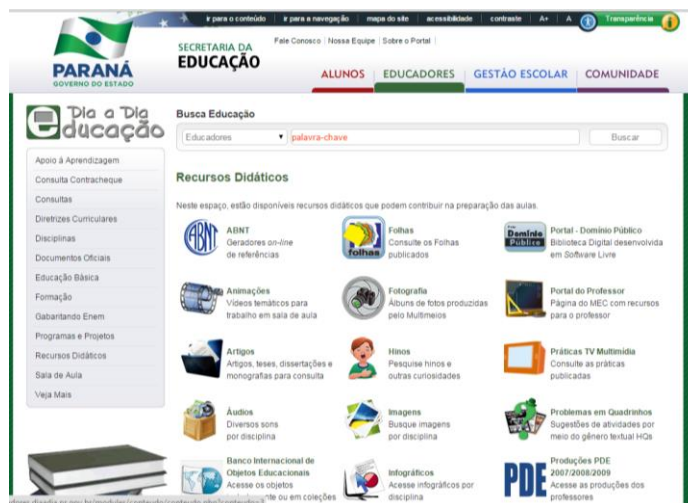 ir para o conteúdo | ir para a navegação | mapa do site | acessibilidade | contraste | A+ | A
Transparência
Fale Conosco | Nossa Equipe | Sobre o Portal |
SECRETARIA DA
EDUCAÇÃO
PARANÁ
GOVERNO DO ESTADO
ALUNOS
EDUCADORES
GESTÃO ESCOLAR
COMUNIDADE
Dia a Dia
educação
Busca Educação
Educadores
palavra-chave
Buscar
Apoio à Aprendizagem
Consulta Contracheque
Consultas
Diretrizes Curriculares
Disciplinas
Documentos Oficiais
Educação Básica
Formação
Gabaritando Enem
Programas e Projetos
Recursos Didáticos
Sala de Aula
Veja Mais
Recursos Didáticos
Neste espaço, estão disponíveis recursos didáticos que podem contribuir na preparação das aulas.
ABNT
ABNT
Geradores on-line
de referências
folhas
Folhas
Consulte os Folhas
publicados
Domínio
Público
Portal - Domínio Público
Biblioteca Digital desenvolvida
em Software Livre
Animações
Vídeos temáticos para
trabalho em sala de aula
Fotografia
Álbuns de fotos produzidas
pelo Multimeios
Portal do Professor
Página do MEC com recursos
para o professor
Artigos
Artigos, teses, dissertações e
monografias para consulta
Hinos
Pesquise hinos e
outras curiosidades
Práticas TV Multimídia
Consulte as práticas
publicadas
Áudios
Diversos sons
por disciplina
Imagens
Busque imagens
por disciplina
Problemas em Quadrinhos
Sugestões de atividades por
meio do gênero textual HQs
Banco Internacional de
Objetos Educacionais
Acesse os objetos
ou em coleções
Infográficos
Acesse infográficos por
disciplina
PDE
Produções PDE
2007/2008/2009
Acesse as produções dos
professores